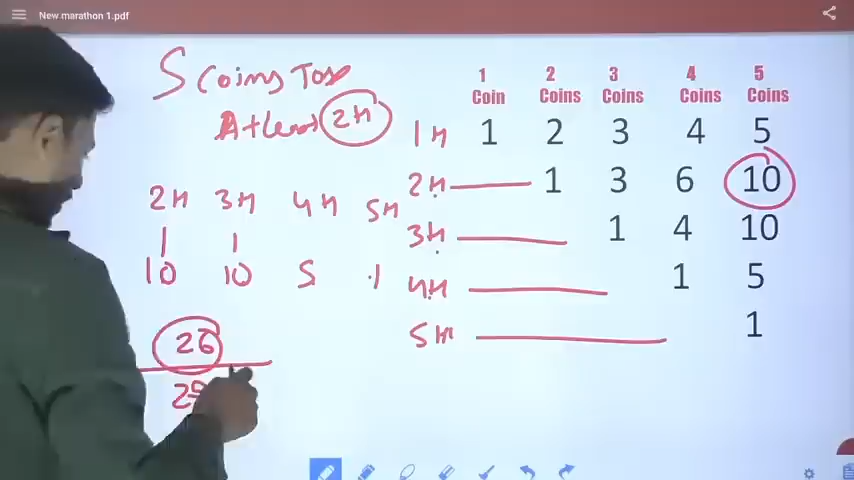 New marathon 1.pdf
5 Coins Toss
Atleast 2H
2H 3H 4H 5H
10 10 5 1
26
1 Coin 2 Coins 3 Coins 4 Coins 5 Coins
1H 1 2 3 4 5
2H 1 3 6 10
3H 1 4 10
4H 1 5
5H 1